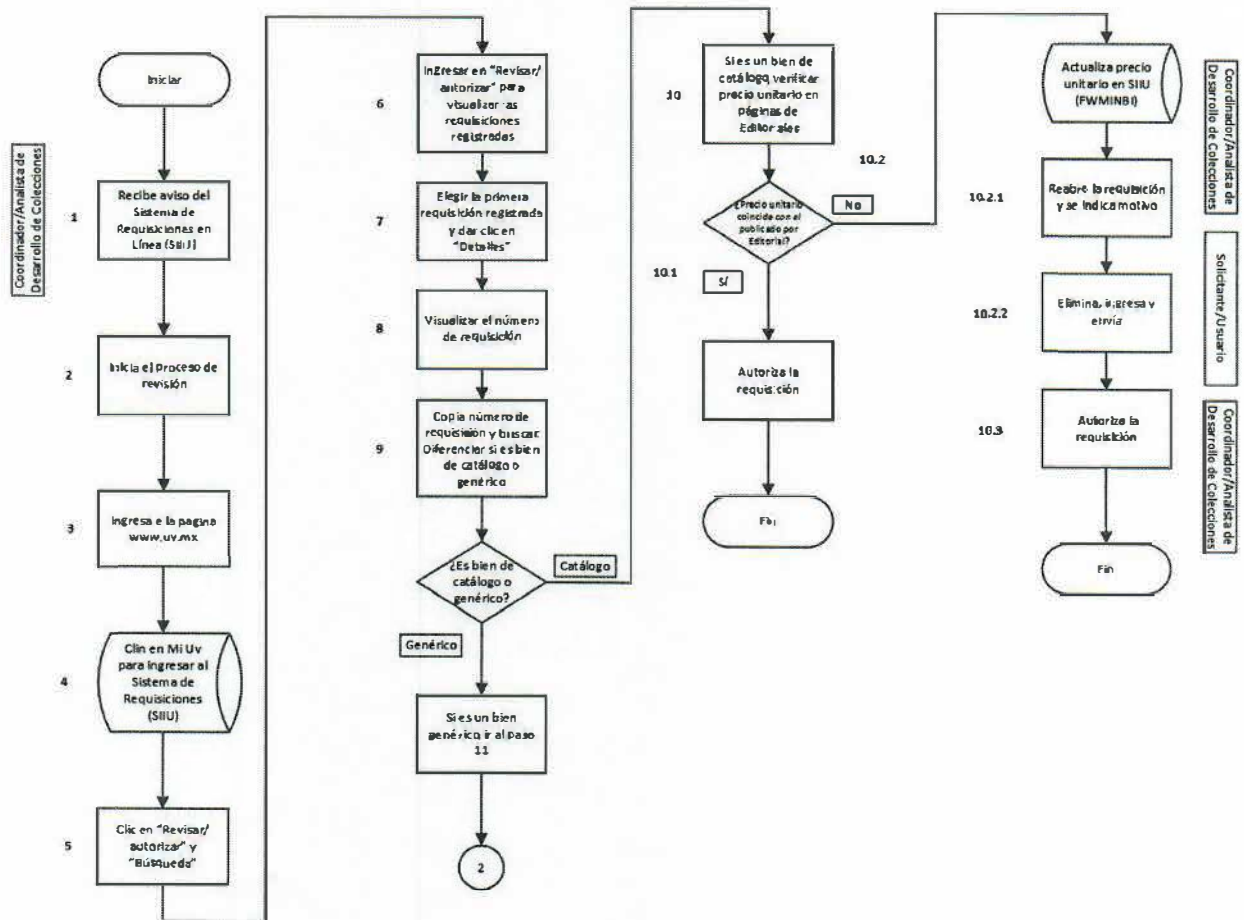 Iniciar
Coordinador/Analista de
Desarrollo de Colecciones
1
Recibe aviso del
Sistema de
Requisiciones en
Línea (SIIU)
2
Inicia el Proceso de
revisión
3
Ingresa a la pagina
www.uv.mx
4
Clin en Mi Uv
para ingresar al
Sistema de
Requisiciones
(SIIU)
5
Clic en "Revisar/
autorizar" y
"Búsqueda"
6
Ingresar en "Revisar/
autorizar" para
visualizar las
requisiciones
registradas
7
Elegir la primera
requisición registrada
y dar clic en
"Detalles"
8
Visualizar el número
de requisición
9
Copia número de
requisición y buscar.
Diferenciar si es bien
de catálogo o
genérico
¿Es bien de
catálogo o
genérico?
Catálogo
Genérico
Si es un bien
genérico, ir al paso
11
2
10
Si es un bien de
catálogo, verificar
precio unitario en
páginas de
Editoriales
10.2
¿Precio unitario
coincide con el
publicado por
Editorial?
No
10.1
Sí
Autoriza la
requisición
Fin
Actualiza precio
unitario en SIIU
(FWMINBI)
Coordinador/Analista de
Desarrollo de Colecciones
10.2.1
Reabre la requisición
y se indica motivo
10.2.2
Elimina, ingresa y
envía
Solicitante/Usuario
10.3
Autoriza la
requisición
Coordinador/Analista de
Desarrollo de Colecciones
Fin